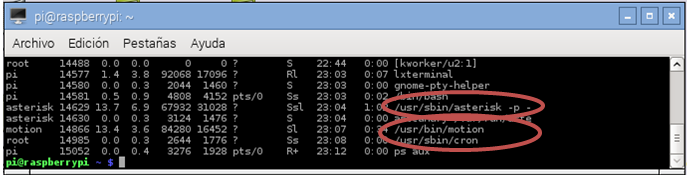 pi@raspberrypi: ~
Archivo Edición Pestañas Ayuda
root 14488 0.0 0.0 0 0 ? S 22:44 0:00 [kworker/u2:1]
pi 14577 1.4 3.8 92068 17096 ? Rl 23:03 0:07 lxterminal
pi 14580 0.0 0.3 2044 1460 ? S 23:03 0:00 gnome-pty-helper
pi 14581 0.5 0.9 4808 4152 pts/0 Ss 23:03 0:02 /bin/bash
asterisk 14629 13.7 6.9 67932 31028 ? Ssl 23:04 /usr/sbin/asterisk -p -
asterisk 14630 0.0 0.3 3124 1476 ? S 23:04 0:00
motion 14866 13.4 3.6 84280 16452 ? Sl 23:07 0:34 /usr/bin/motion
root 14985 0.0 0.3 2644 1776 ? Ss 23:08 0:00 /usr/sbin/cron
pi 15052 0.0 0.4 3276 1928 pts/0 R+ 23:12 0:00 ps aux
pi@raspberrypi ~ $